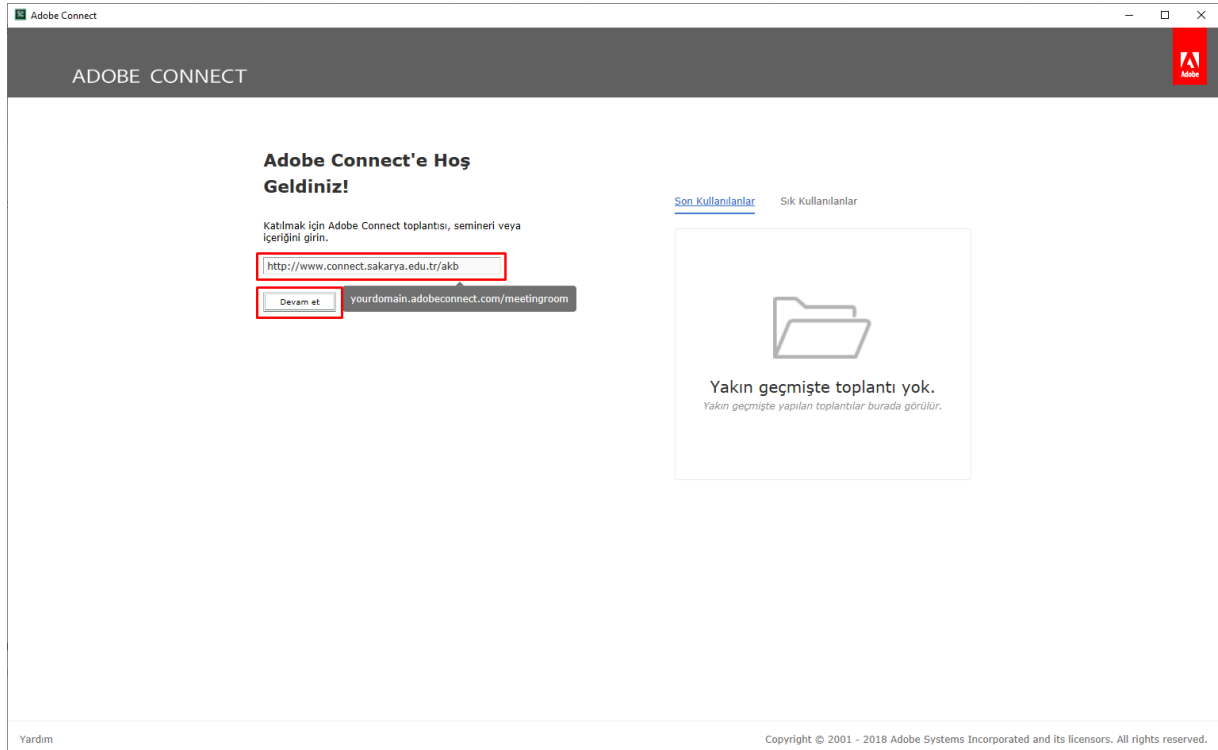 Adobe Connect
ADOBE CONNECT
Adobe
Adobe Connect'e Hoş
Geldiniz!
Katılmak için Adobe Connect toplantısı, semineri veya
içeriğini girin.
http://www.connect.sakarya.edu.tr/akb
Devam et
yourdomain.adobeconnect.com/meetingroom
Son Kullanılanlar
Sık Kullanılanlar
Yakın geçmişte toplantı yok.
Yakın geçmişte yapılan toplantılar burada görülür.
Yardım
Copyright © 2001 - 2018 Adobe Systems Incorporated and its licensors. All rights reserved.